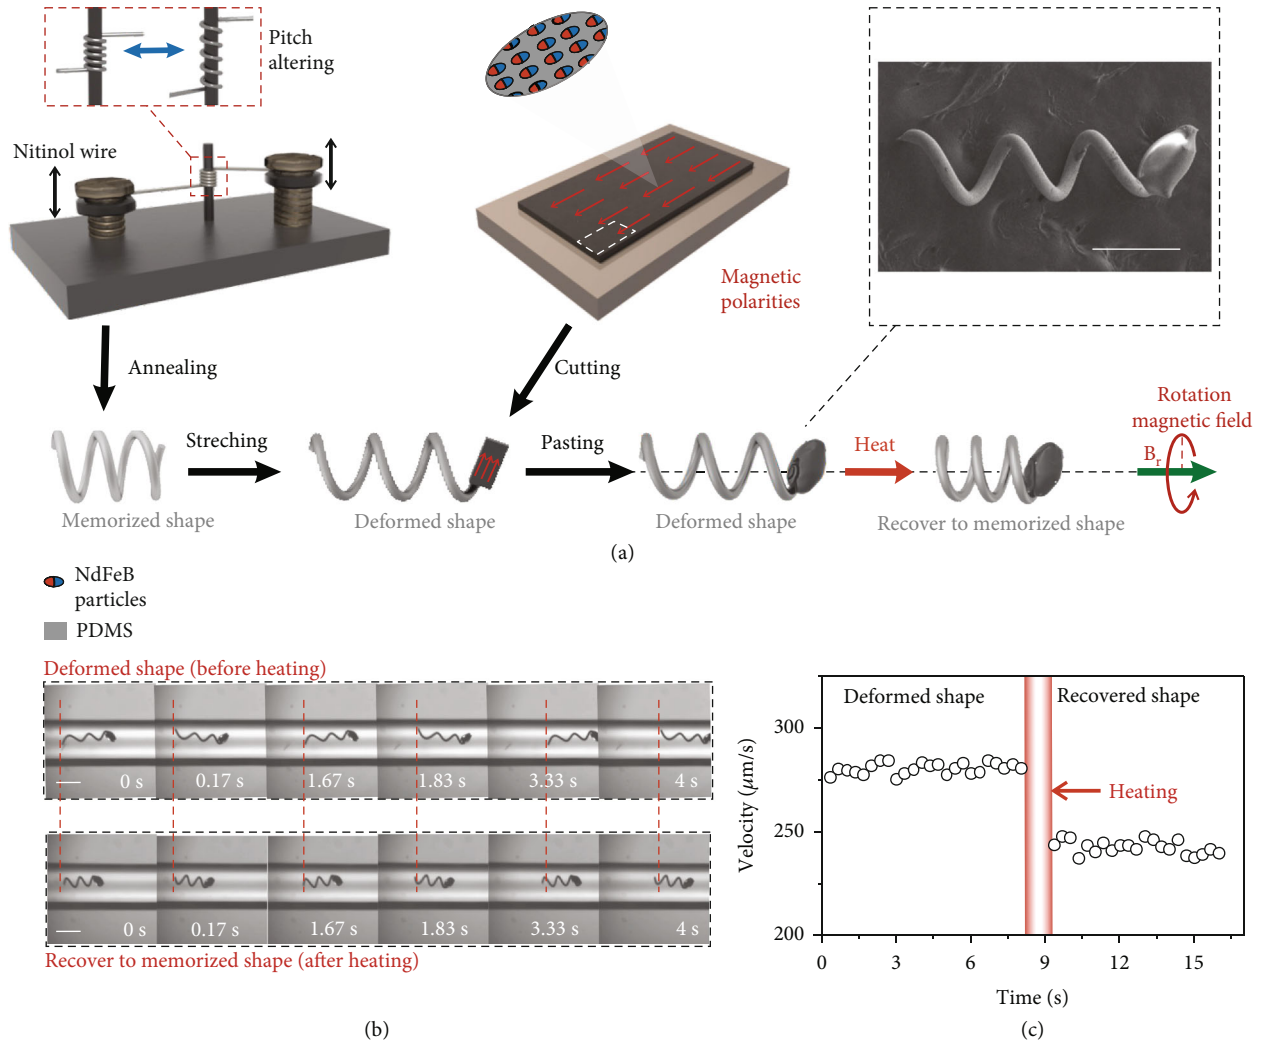 Pitch
altering
Nitinol wire
Magnetic
polarities
Annealing
Cutting
Streching
Pasting
Heat
Rotation
magnetic field
Br
Memorized shape
Deformed shape
Deformed shape
Recover to memorized shape
(a)
NdFeB
particles
PDMS
Deformed shape (before heating)
0 s
0.17 s
1.67 s
1.83 s
3.33 s
4 s
0 s
0.17 s
1.67 s
1.83 s
3.33 s
4 s
Recover to memorized shape (after heating)
(b)
Deformed shape
Recovered shape
Heating
Velocity (μm/s)
300
250
200
0
3
6
9
12
15
Time (s)
(c)